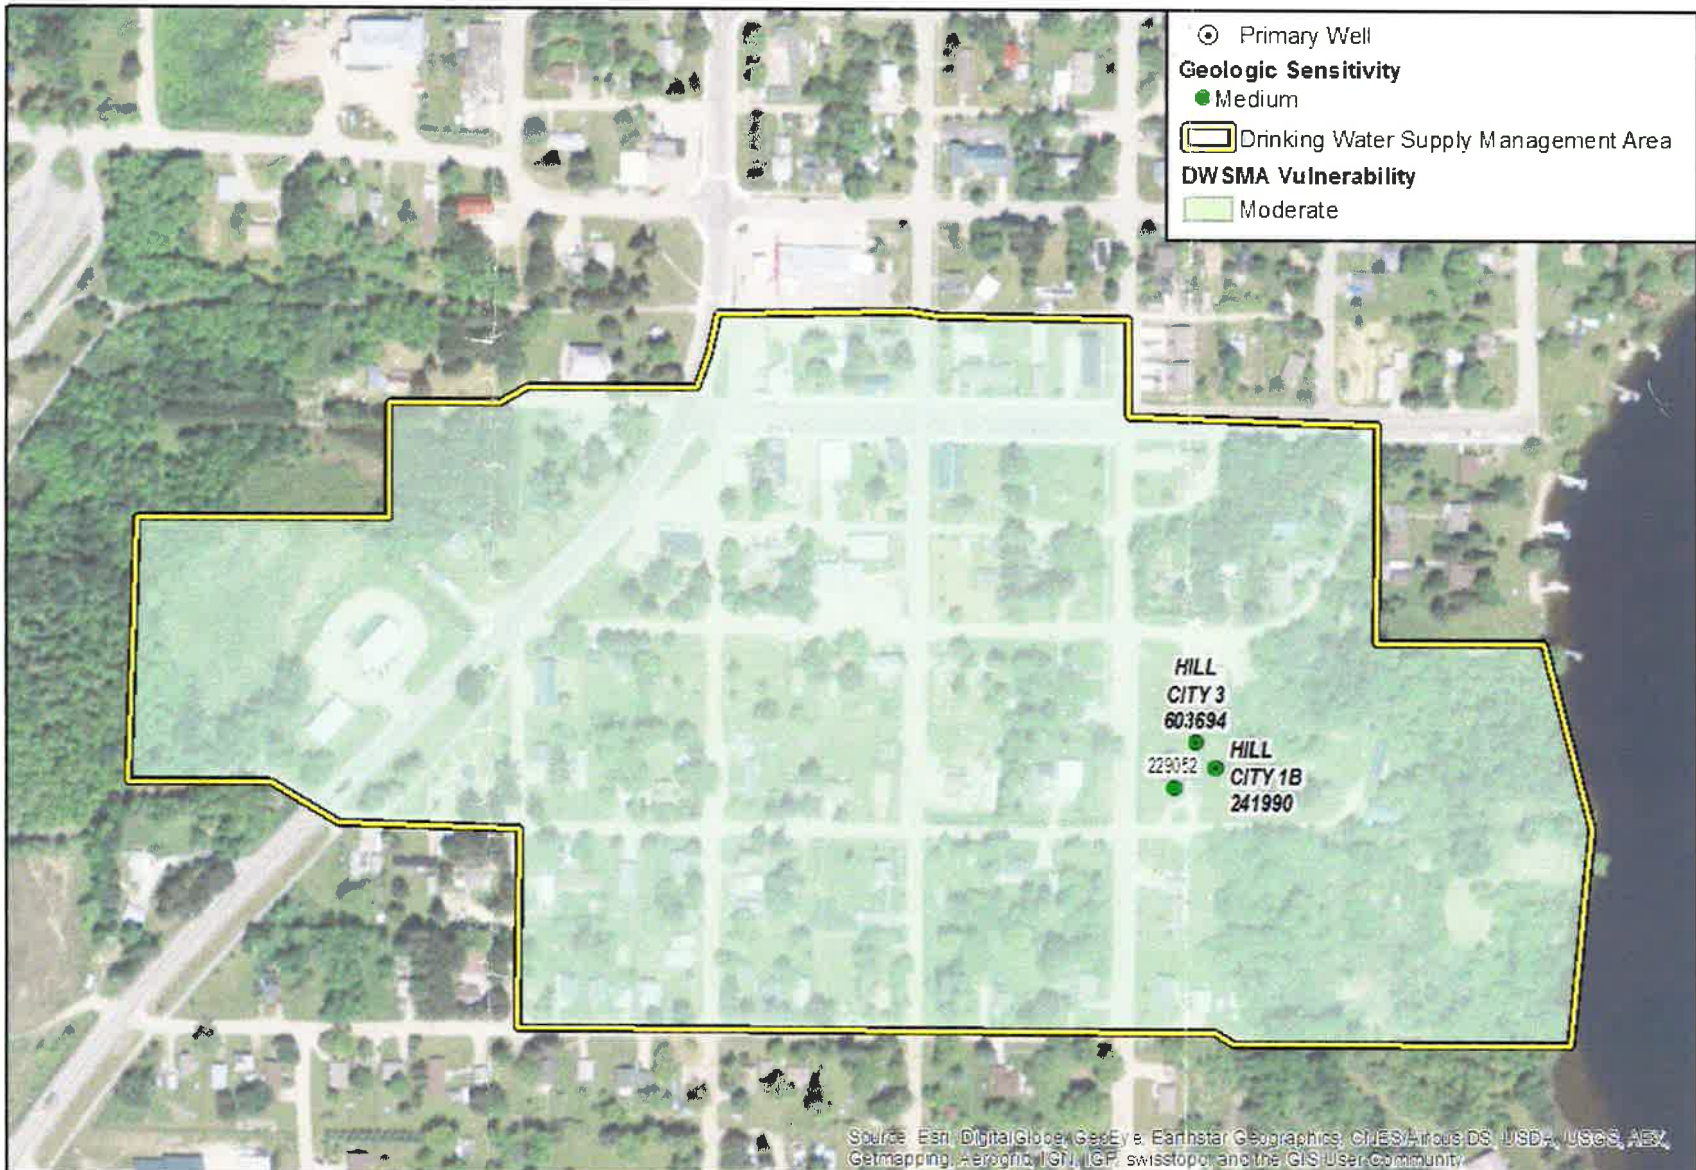 Primary Well
Geologic Sensitivity
Medium
Drinking Water Supply Management Area
DWSMA Vulnerability
Moderate
HILL
CITY 3
603694
229052
HILL
CITY 1B
241990
Source: Esri, DigitalGlobe, GeoEye, Earthstar Geographics, CNES/Airbus DS, USDA, USGS, AEX,
Getmapping, Aerogrid, IGN, IGP, swisstopo, and the GIS User Community